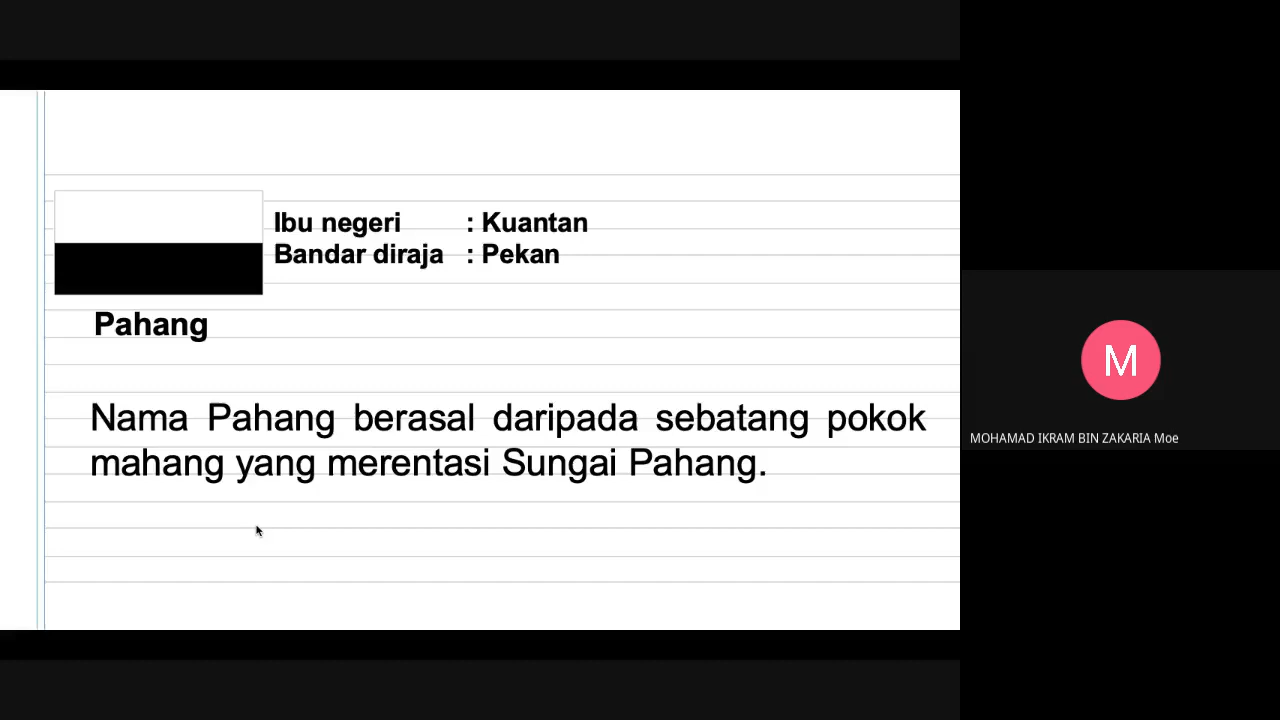 Ibu negeri : Kuantan
Bandar diraja : Pekan
Pahang
Nama Pahang berasal daripada sebatang pokok
mahang yang merentasi Sungai Pahang.
M
MOHAMAD IKRAM BIN ZAKARIA Moe